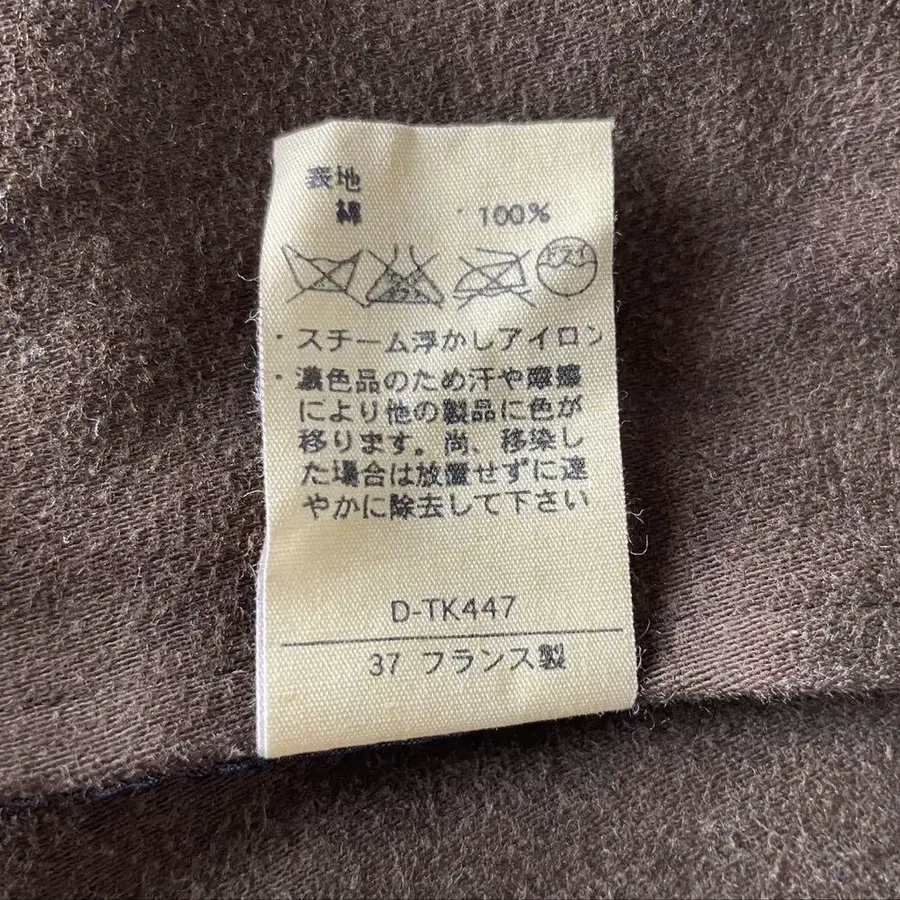 表地
綿 100%
ドライ
・スチーム浮かしアイロン
・濃色品のため汗や摩擦
により他の製品に色が
移ります。尚、移染し
た場合は放置せずに速
やかに除去して下さい
D-TK447
37 フランス製